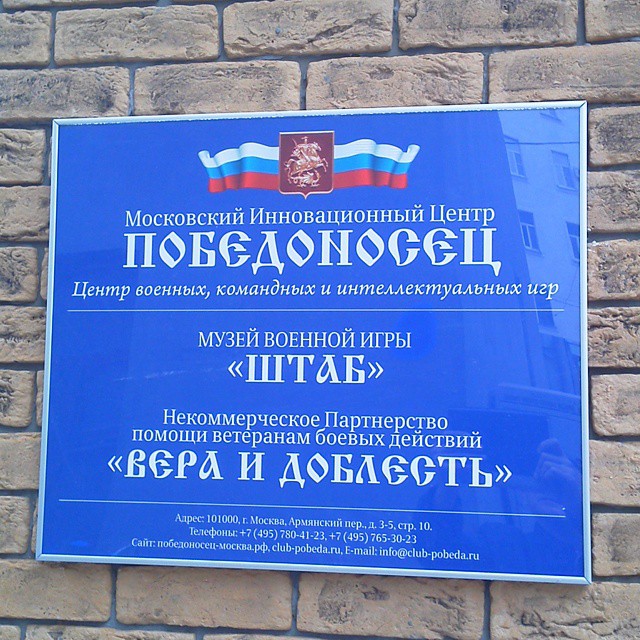 Московский Инновационный Центр
ПОБЕДОНОСЕЦ
Центр военных, командных и интеллектуальных игр
МУЗЕЙ ВОЕННОЙ ИГРЫ
«ШТАБ»
Некоммерческое Партнерство
помощи ветеранам боевых действий
«ВЕРА И ДОБЛЕСТЬ»
Адрес: 101000, г. Москва, Армянский пер., д. 3-5, стр. 10.
Телефоны: +7 (495) 780-41-23, +7 (495) 765-30-23
Сайт: победоносец-москва.рф, club-pobeda.ru, E-mail: info@club-pobeda.ru